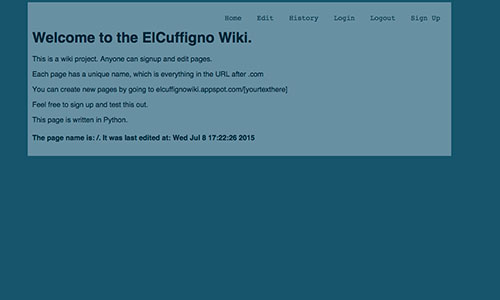 Home Edit History Login Logout Sign Up
Welcome to the ElCuffigno Wiki.
This is a wiki project. Anyone can signup and edit pages.
Each page has a unique name, which is everything in the URL after .com
You can create new pages by going to elcuffignowiki.appspot.com/[yourtexthere]
Feel free to sign up and test this out.
This page is written in Python.
The page name is: /. It was last edited at: Wed Jul 8 17:22:26 2015